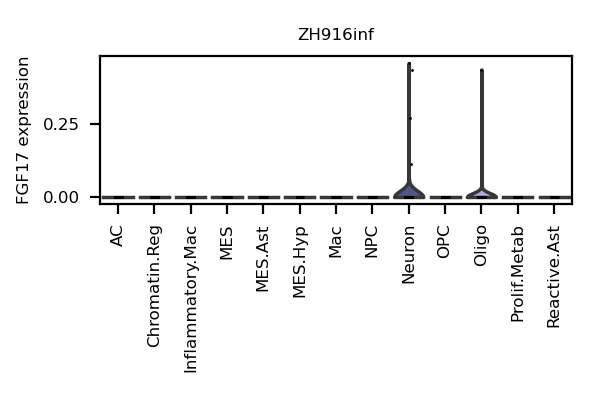 ZH916inf
FGF17 expression
0.25
0.00
AC
Chromatin.Reg
Inflammatory.Mac
MES
MES.Ast
MES.Hyp
Mac
NPC
Neuron
OPC
Oligo
Prolif.Metab
Reactive.Ast